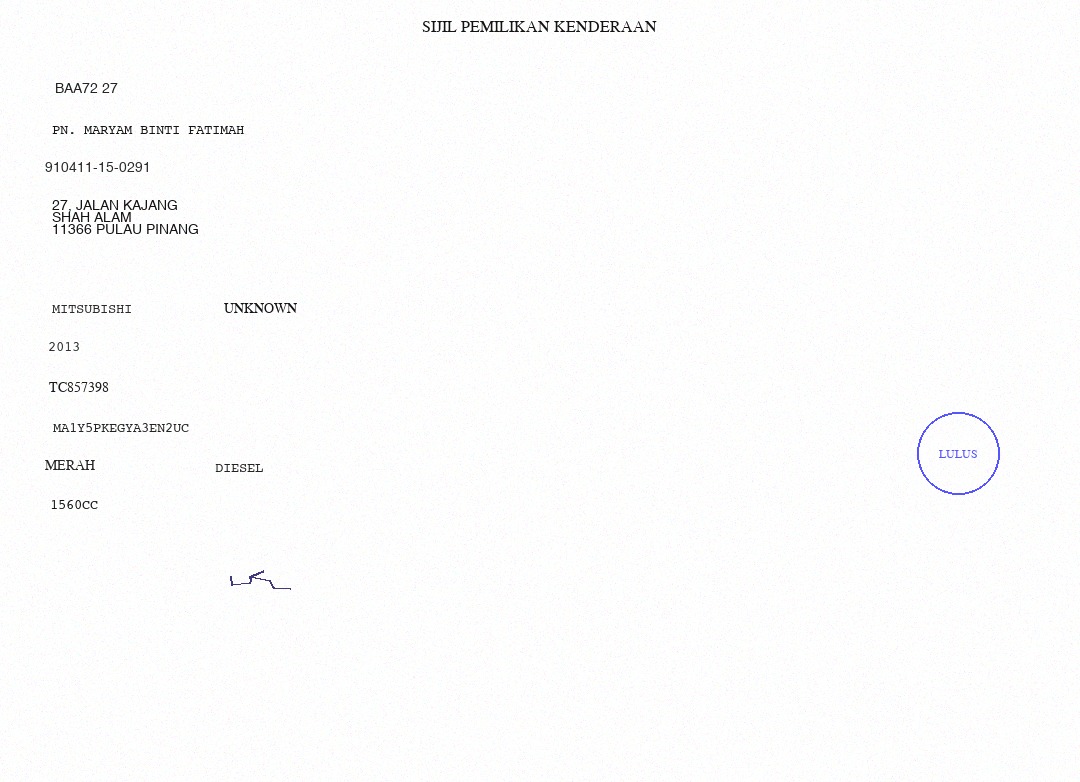 SIJIL PEMILIKAN KENDERAAN
BAA72 27
PN. MARYAM BINTI FATIMAH
910411-15-0291
27, JALAN KAJANG
SHAH ALAM
11366 PULAU PINANG
MITSUBISHI UNKNOWN
2013
TC857398
MA1Y5PKEGYA3EN2UC
LULUS
MERAH DIESEL
1560CC